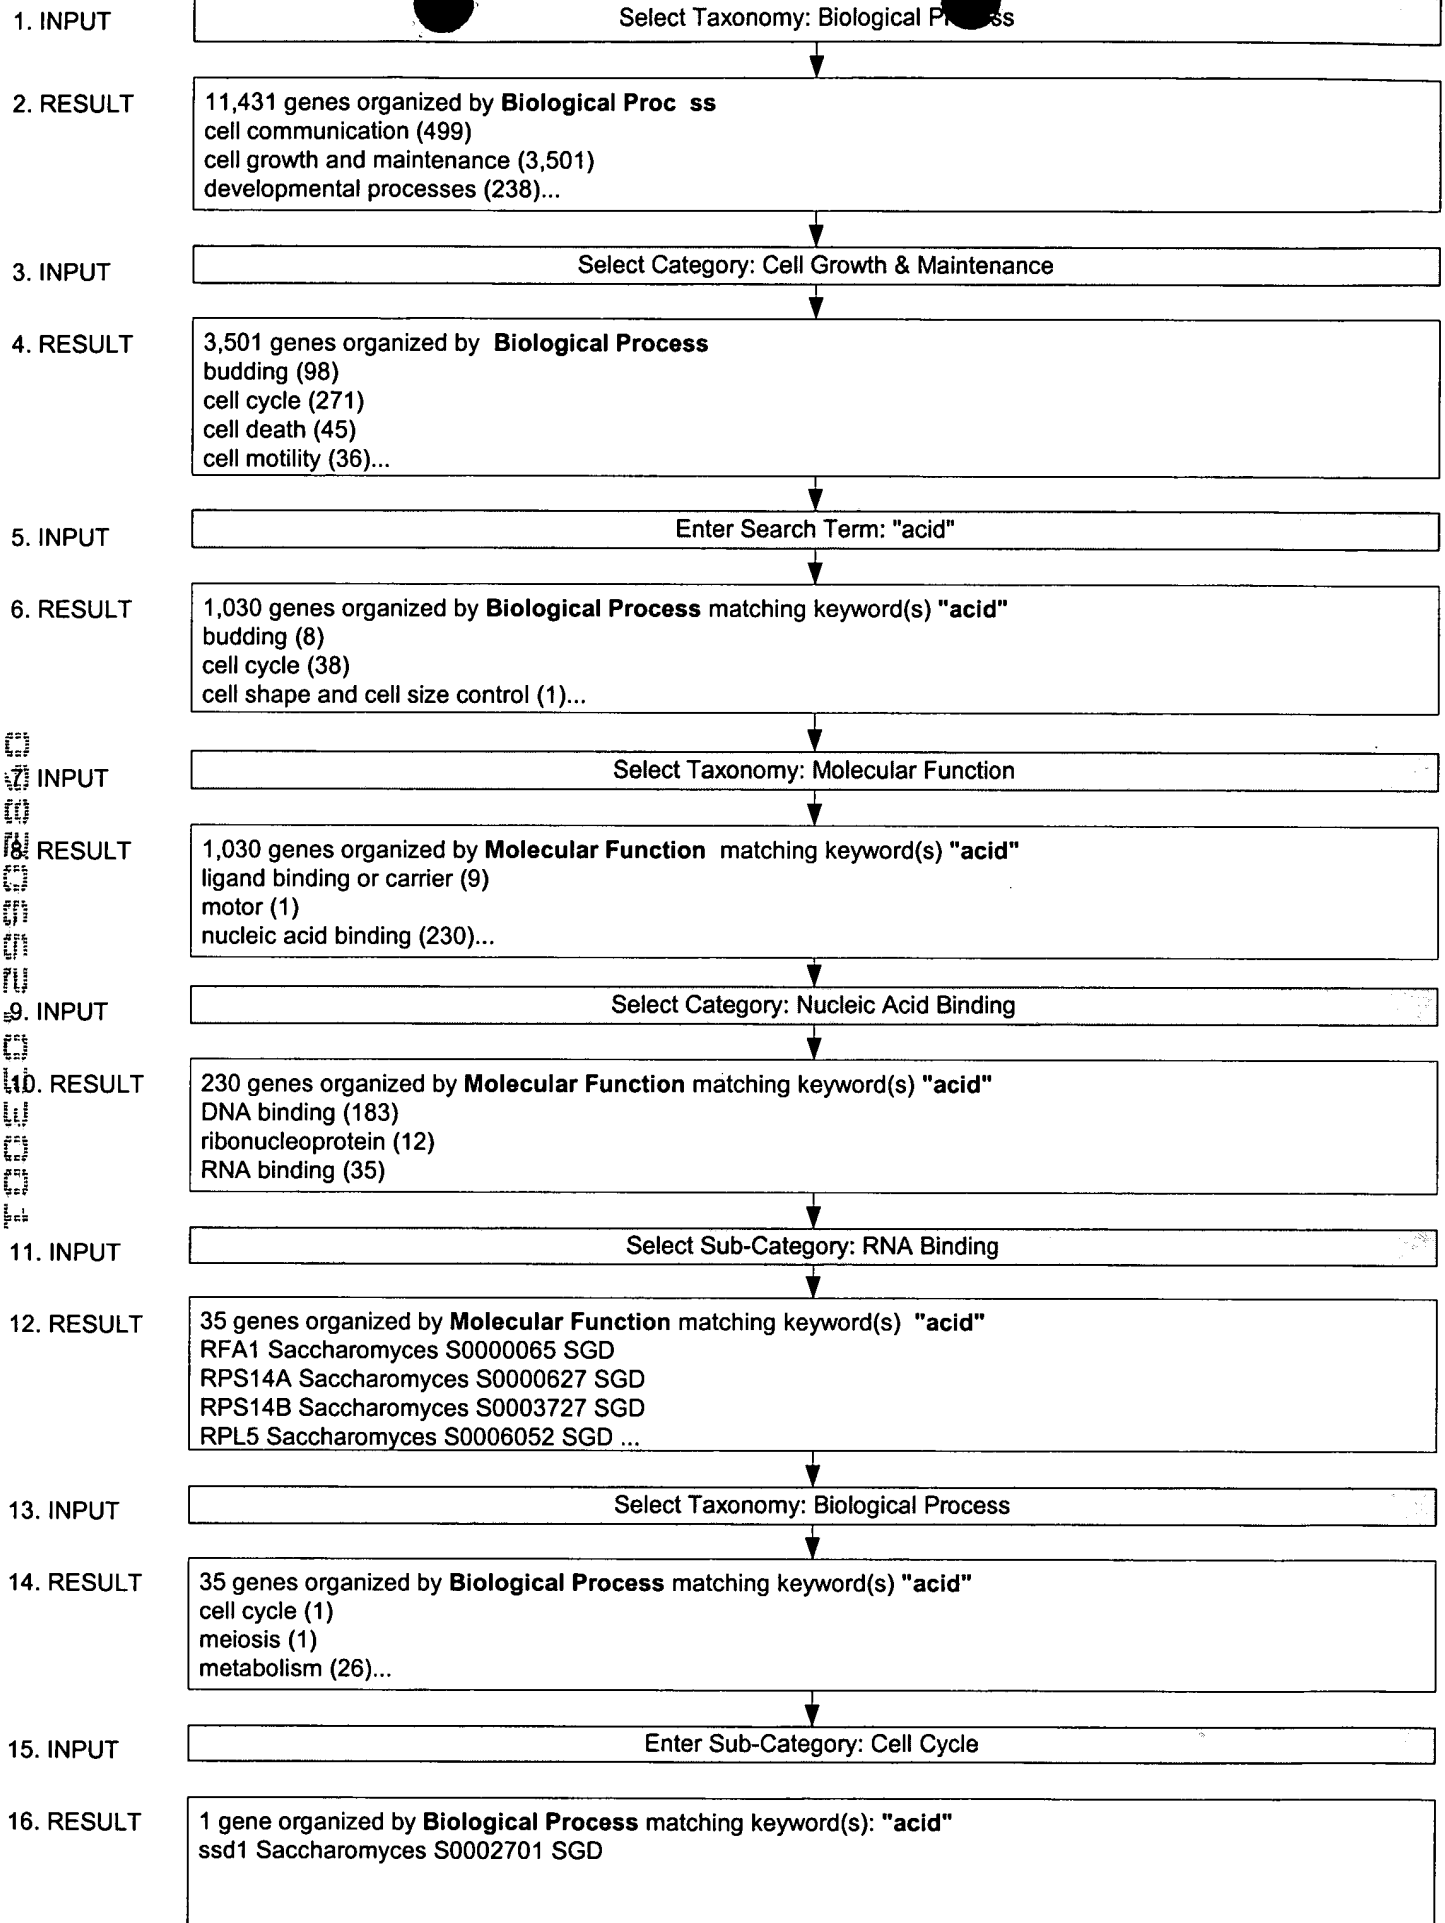 1. INPUT
Select Taxonomy: Biological
2. RESULT
11,431 genes organized by Biological Proc ss
cell communication (499)
cell growth and maintenance (3,501)
developmental processes (238)...
3. INPUT
Select Category: Cell Growth & Maintenance
4. RESULT
3,501 genes organized by Biological Process
budding (98)
cell cycle (271)
cell death (45)
cell motility (36)...
5. INPUT
Enter Search Term: "acid"
6. RESULT
1,030 genes organized by Biological Process matching keyword(s) "acid"
budding (8)
cell cycle (38)
cell shape and cell size control (1)...
7. INPUT
Select Taxonomy: Molecular Function
8. RESULT
1,030 genes organized by Molecular Function matching keyword(s) "acid"
ligand binding or carrier (9)
motor (1)
nucleic acid binding (230)...
9. INPUT
Select Category: Nucleic Acid Binding
10. RESULT
230 genes organized by Molecular Function matching keyword(s) "acid"
DNA binding (183)
ribonucleoprotein (12)
RNA binding (35)
11. INPUT
Select Sub-Category: RNA Binding
12. RESULT
35 genes organized by Molecular Function matching keyword(s) "acid"
RFA1 Saccharomyces S0000065 SGD
RPS14A Saccharomyces S0000627 SGD
RPS14B Saccharomyces S0003727 SGD
RPL5 Saccharomyces S0006052 SGD ...
13. INPUT
Select Taxonomy: Biological Process
14. RESULT
35 genes organized by Biological Process matching keyword(s) "acid"
cell cycle (1)
meiosis (1)
metabolism (26)...
15. INPUT
Enter Sub-Category: Cell Cycle
16. RESULT
1 gene organized by Biological Process matching keyword(s): "acid"
ssd1 Saccharomyces S0002701 SGD